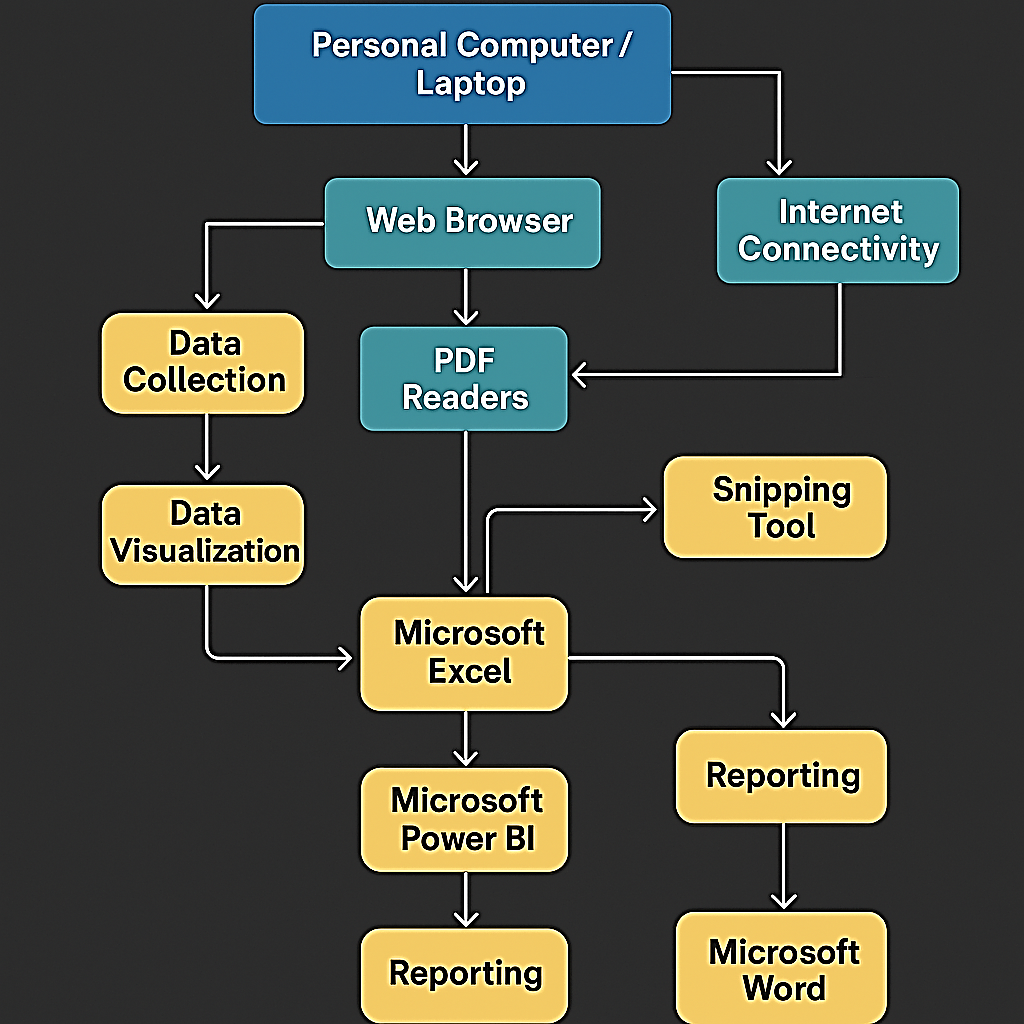 Personal Computer /
Laptop
Web Browser
Internet
Connectivity
Data
Collection
PDF
Readers
Data
Visualization
Snipping
Tool
Microsoft
Excel
Microsoft
Power BI
Reporting
Reporting
Microsoft
Word